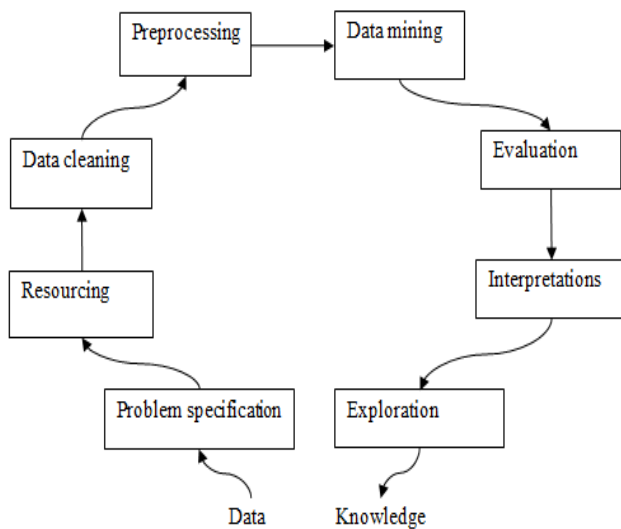 Preprocessing
Data mining
Data cleaning
Evaluation
Resourcing
Interpretations
Problem specification
Exploration
Data
Knowledge